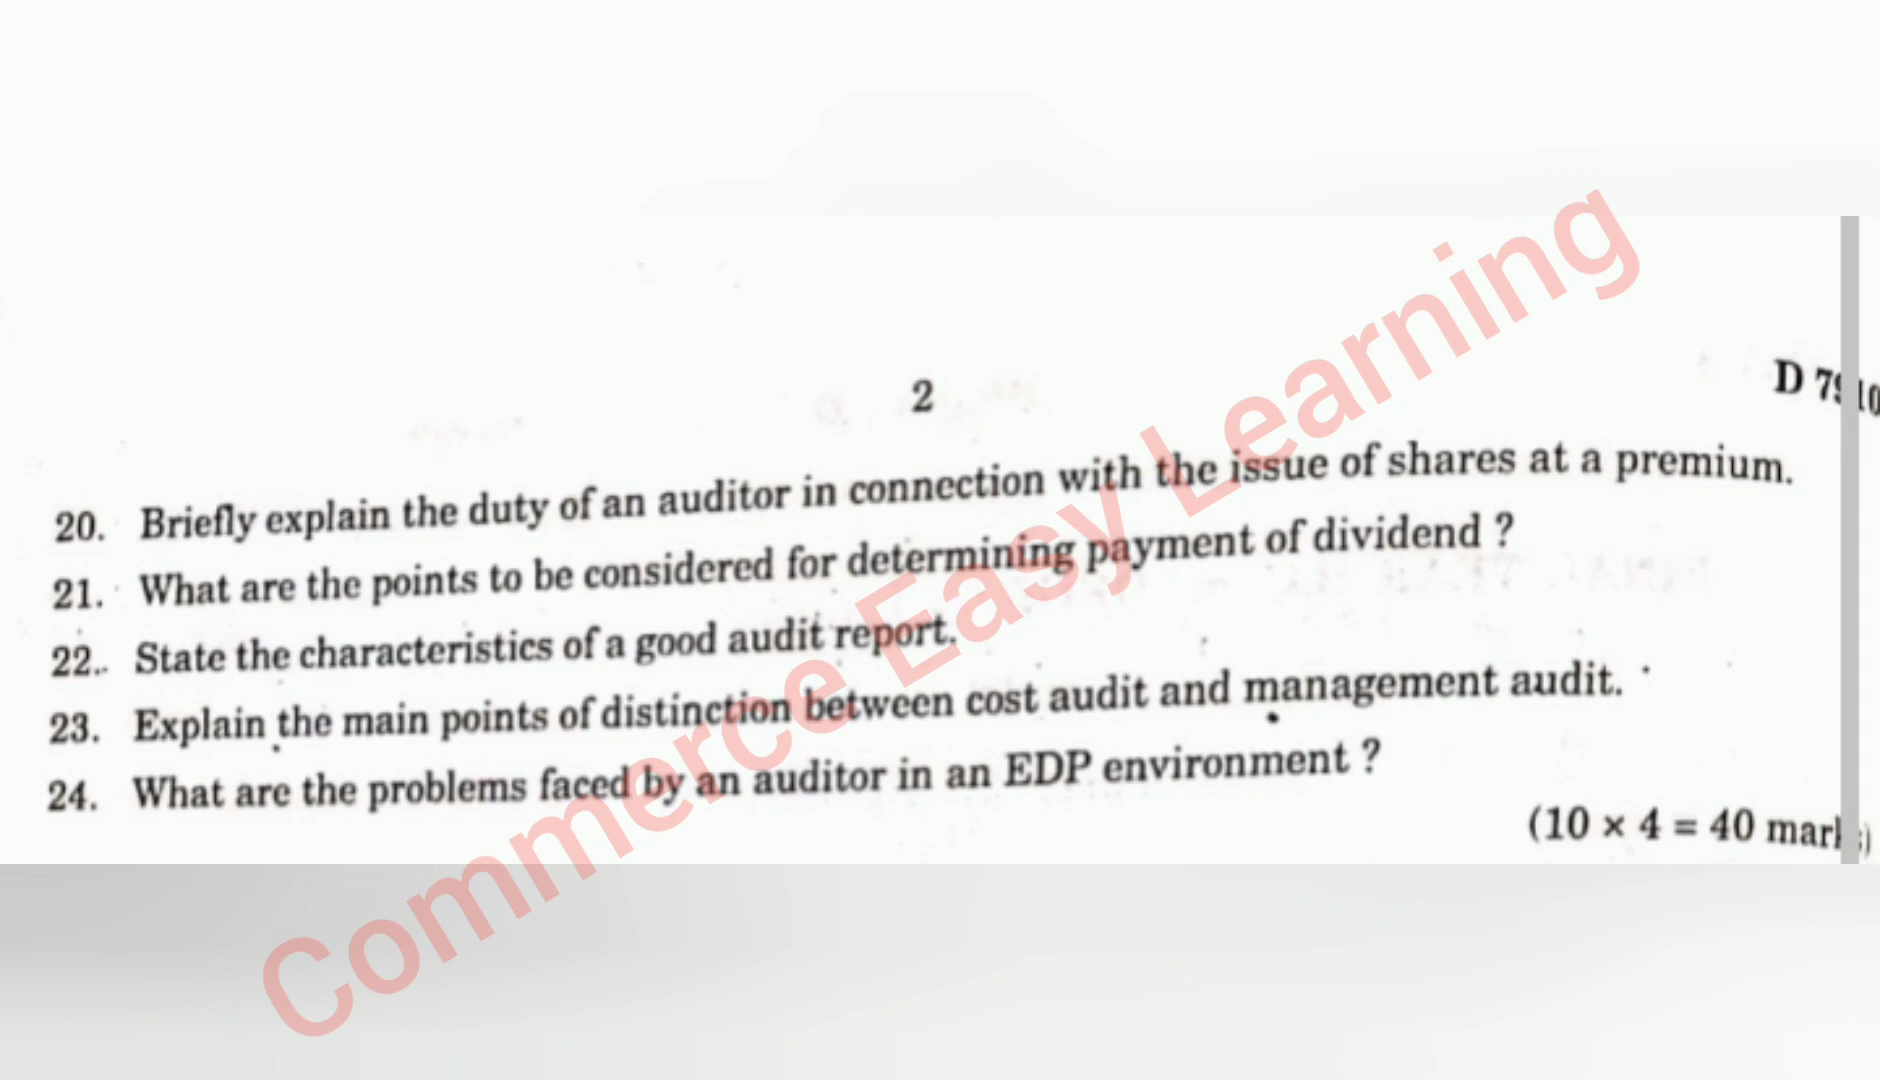 2
D 7910
20. Briefly explain the duty of an auditor in connection with the issue of shares at a premium.
21. What are the points to be considered for determining payment of dividend ?
22. State the characteristics of a good audit report.
23. Explain the main points of distinction between cost audit and management audit.
24. What are the problems faced by an auditor in an EDP environment ?
(10 × 4 = 40 marks)
Commerce Easy Learning